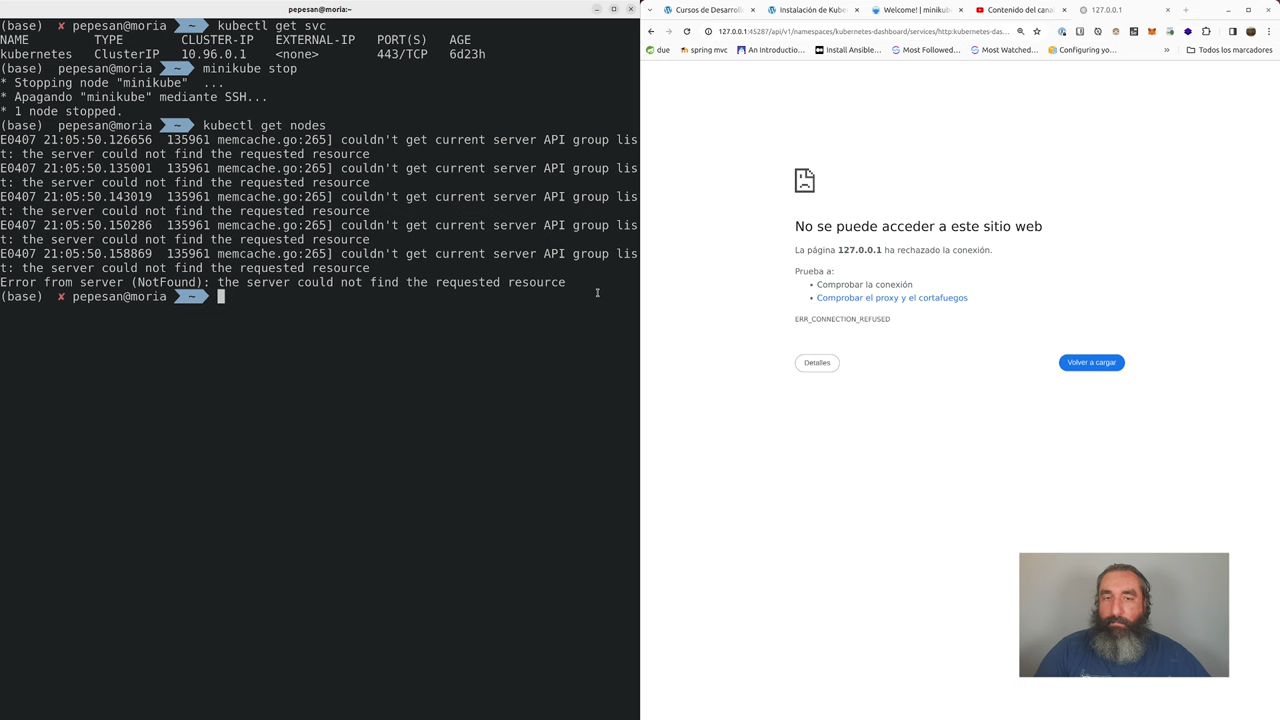 pepesan@moria:~
(base) ✘ pepesan@moria ~ kubectl get svc
NAME TYPE CLUSTER-IP EXTERNAL-IP PORT(S) AGE
kubernetes ClusterIP 10.96.0.1 <none> 443/TCP 6d23h
(base) pepesan@moria ~ minikube stop
* Stopping node "minikube" ...
* Apagando "minikube" mediante SSH...
* 1 node stopped.
(base) pepesan@moria ~ kubectl get nodes
E0407 21:05:50.126656 135961 memcache.go:265] couldn't get current server API group lis
t: the server could not find the requested resource
E0407 21:05:50.135001 135961 memcache.go:265] couldn't get current server API group lis
t: the server could not find the requested resource
E0407 21:05:50.143019 135961 memcache.go:265] couldn't get current server API group lis
t: the server could not find the requested resource
E0407 21:05:50.150286 135961 memcache.go:265] couldn't get current server API group lis
t: the server could not find the requested resource
E0407 21:05:50.158869 135961 memcache.go:265] couldn't get current server API group lis
t: the server could not find the requested resource
Error from server (NotFound): the server could not find the requested resource
(base) ✘ pepesan@moria ~
Cursos de Desarroll Instalación de Kube Welcome! | minikub Contenido del cana 127.0.0.1
127.0.0.1:45287/api/v1/namespaces/kubernetes-dashboard/services/http:kubernetes-das...
due spring mvc An Introductio... Install Ansible... Most Followed... Most Watched... Configuring yo... » Todos los marcadores
No se puede acceder a este sitio web
La página 127.0.0.1 ha rechazado la conexión.
Prueba a:
• Comprobar la conexión
• Comprobar el proxy y el cortafuegos
ERR_CONNECTION_REFUSED
Detalles
Volver a cargar